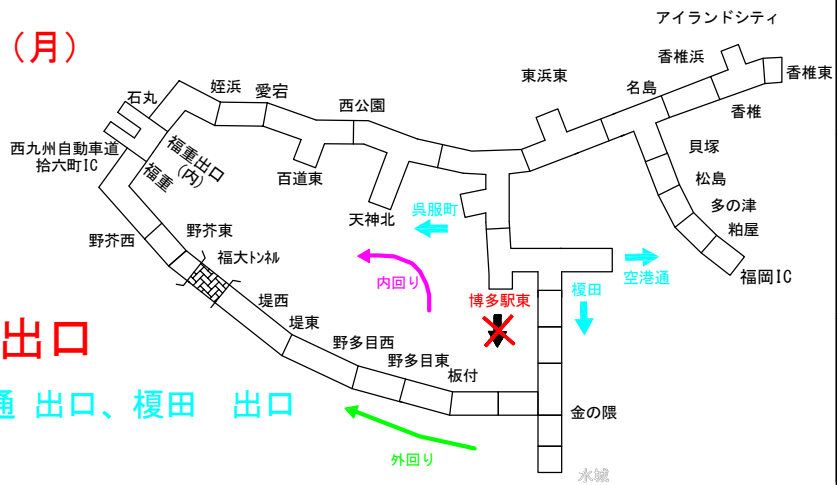 （月）
アイランドシティ
香椎浜
香椎東
東浜東
名島
香椎
石丸
姪浜
愛宕
西公園
西九州自動車道
拾六町IC
福重出口
(内)
福重
百道東
天神北
貝塚
松島
多の津
粕屋
福岡IC
呉服町
野芥西
野芥東
福大トンネル
内回り
空港通
榎田
博多駅東
堤西
堤東
野多目西
野多目東
板付
出口
通 出口、榎田 出口
金の隈
外回り
水城